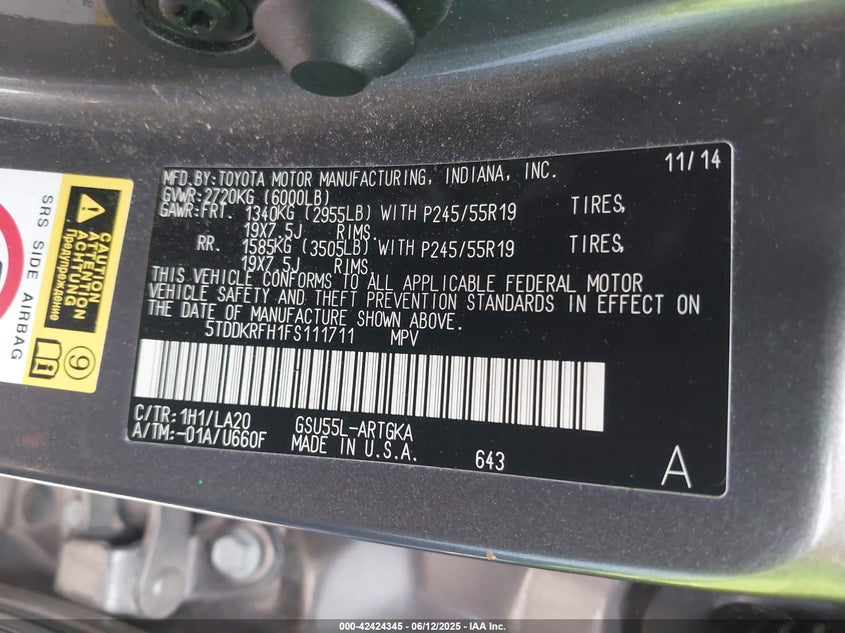 MFD.BY:TOYOTA MOTOR MANUFACTURING, INDIANA, INC. 11/14
GVWR:2720KG (6000LB)
GAWR:FRT. 1340KG (2955LB) WITH P245/55R19 TIRES,
19X7.5J RIMS,
RR. 1585KG (3505LB) WITH P245/55R19 TIRES,
19X7.5J RIMS,
THIS VEHICLE CONFORMS TO ALL APPLICABLE FEDERAL MOTOR
VEHICLE SAFETY AND THEFT PREVENTION STANDARDS IN EFFECT ON
THE DATE OF MANUFACTURE SHOWN ABOVE.
5TDDKRFH1FS111711 MPV
C/TR:1H1/LA20 GSU55L-ARTGKA
A/TM:-01A/U660F MADE IN U.S.A. 643 A
CAUTION
ATTENTION
ACHTUNG
Предупреждение
9
SRS SIDE AIRBAG
000-42424345 - 06/12/2025 - IAA Inc.